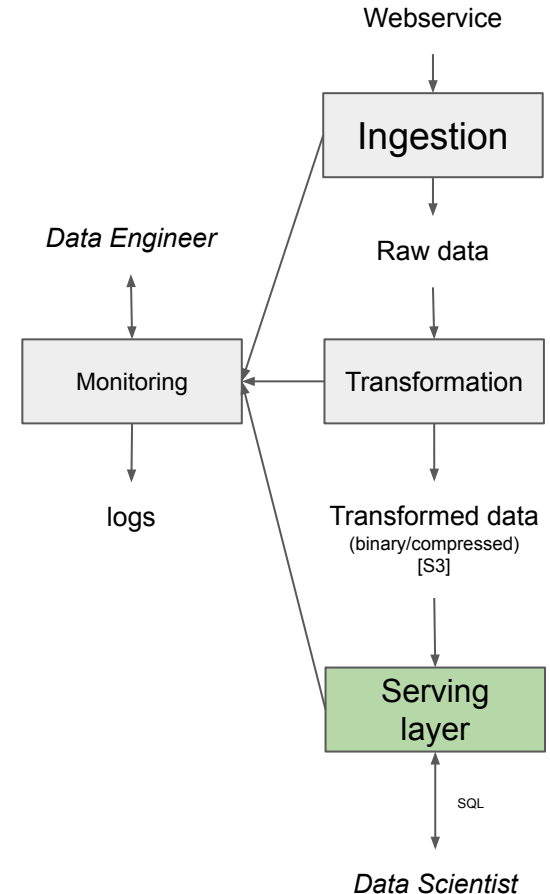 Webservice
Ingestion
Data Engineer
Raw data
Monitoring
Transformation
logs
Transformed data
(binary/compressed)
[S3]
Serving
layer
SQL
Data Scientist